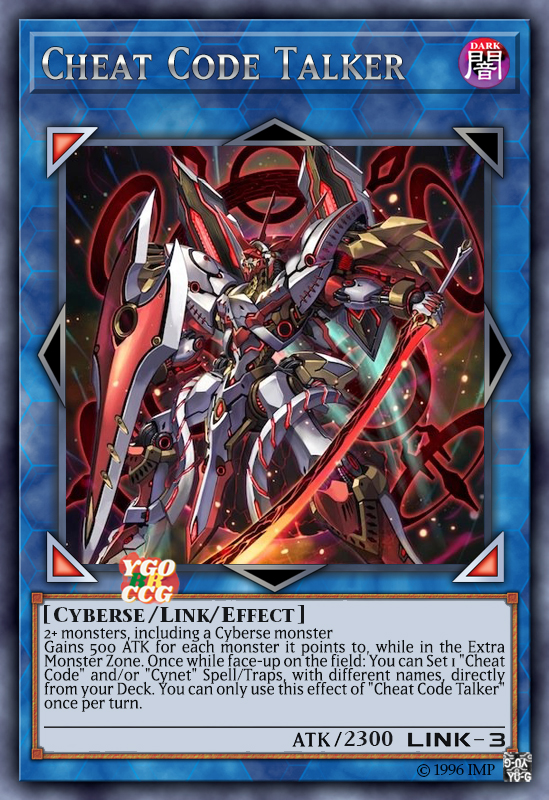 CHEAT CODE TALKER
DARK
闇
YGO
BR
CCG
[CYBERSE/LINK/EFFECT]
2+ monsters, including a Cyberse monster
Gains 500 ATK for each monster it points to, while in the Extra
Monster Zone. Once while face-up on the field: You can Set 1 "Cheat
Code" and/or "Cynet" Spell/Traps, with different names, directly
from your Deck. You can only use this effect of "Cheat Code Talker"
once per turn.
ATK/2300 LINK-3
©1996 IMP